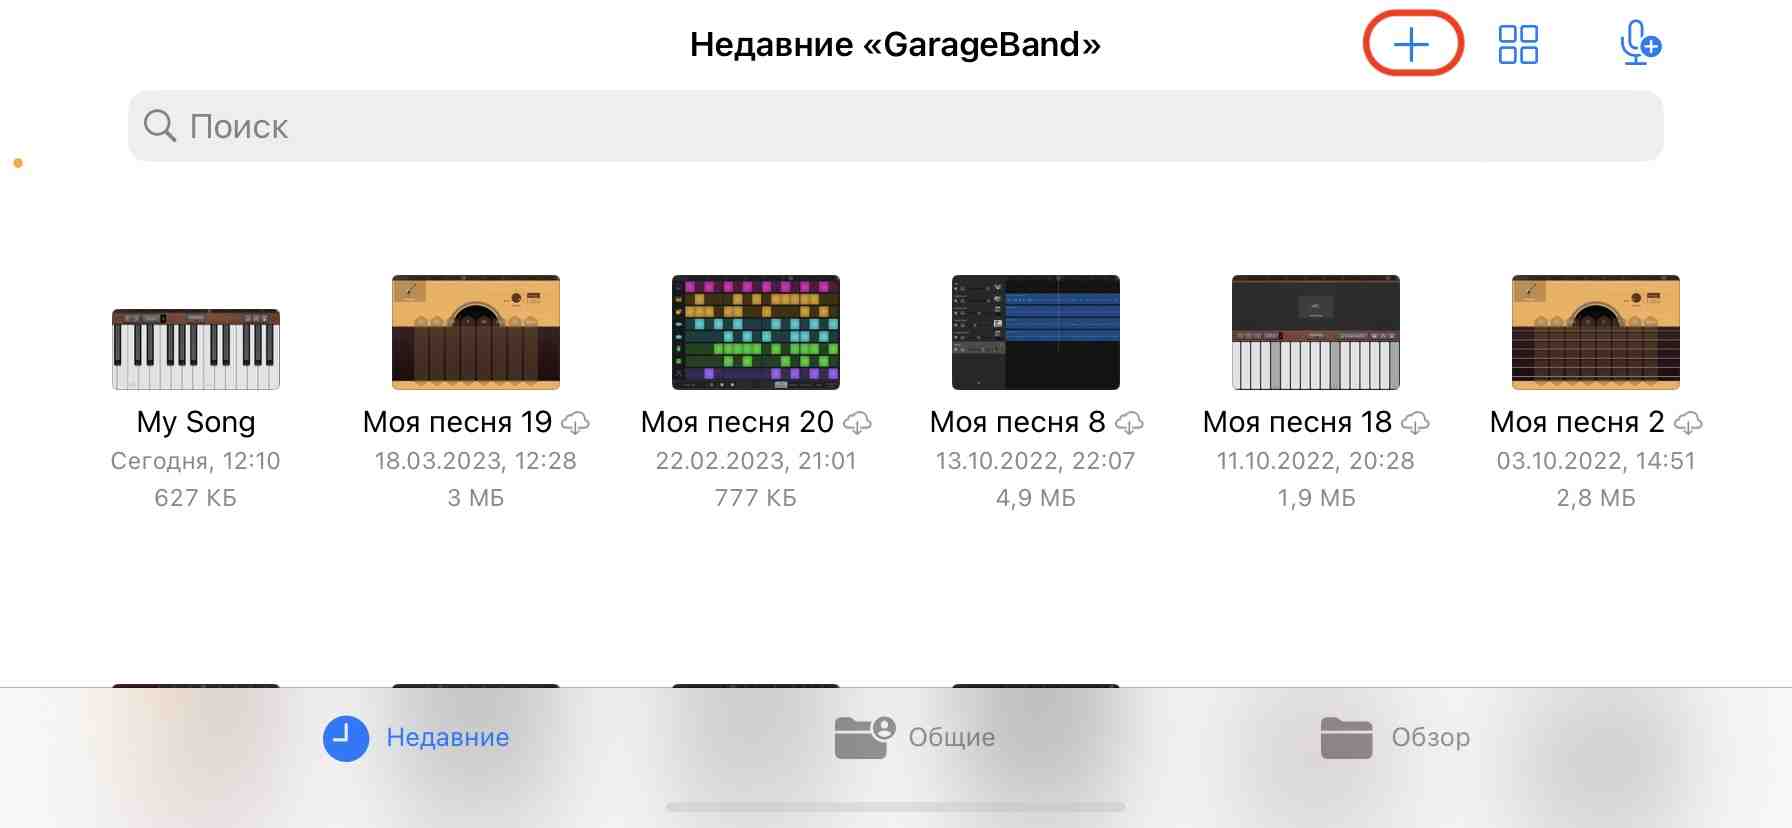 Недавние «GarageBand»
Поиск
My Song
Сегодня, 12:10
627 КБ
Моя песня 19
18.03.2023, 12:28
3 МБ
Моя песня 20
22.02.2023, 21:01
777 КБ
Моя песня 8
13.10.2022, 22:07
4,9 МБ
Моя песня 18
11.10.2022, 20:28
1,9 МБ
Моя песня 2
03.10.2022, 14:51
2,8 МБ
Недавние
Общие
Обзор